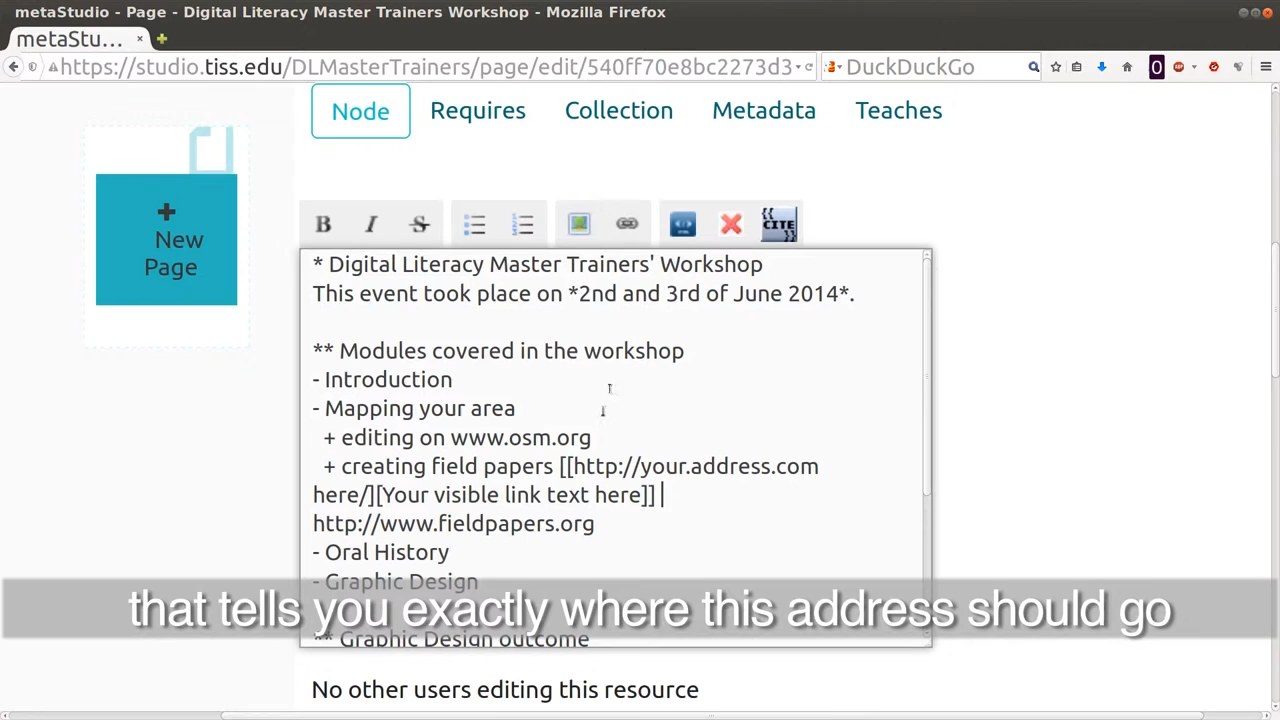 metaStudio - Page - Digital Literacy Master Trainers Workshop - Mozilla Firefox
metaStu...
https://studio.tiss.edu/DLMasterTrainers/page/edit/540ff70e8bc2273d3
DuckDuckGo
Node
Requires
Collection
Metadata
Teaches
New
Page
B I S
{{
CITE
}}
* Digital Literacy Master Trainers' Workshop
This event took place on *2nd and 3rd of June 2014*.
** Modules covered in the workshop
- Introduction
- Mapping your area
+ editing on www.osm.org
+ creating field papers [[http://your.address.com
here/][Your visible link text here]]
http://www.fieldpapers.org
- Oral History
- Graphic Design
that tells you exactly where this address should go
** Graphic Design outcome
No other users editing this resource